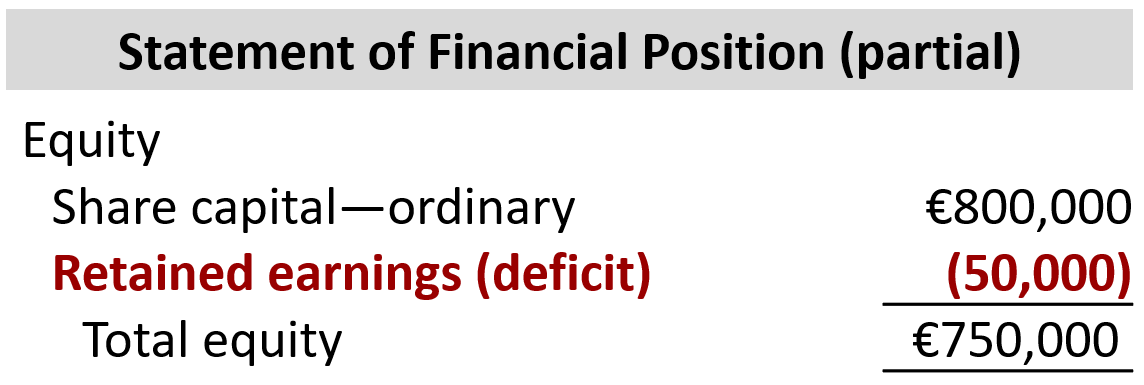 Statement of Financial Position (partial)
Equity
Share capital—ordinary €800,000
Retained earnings (deficit) (50,000)
Total equity €750,000